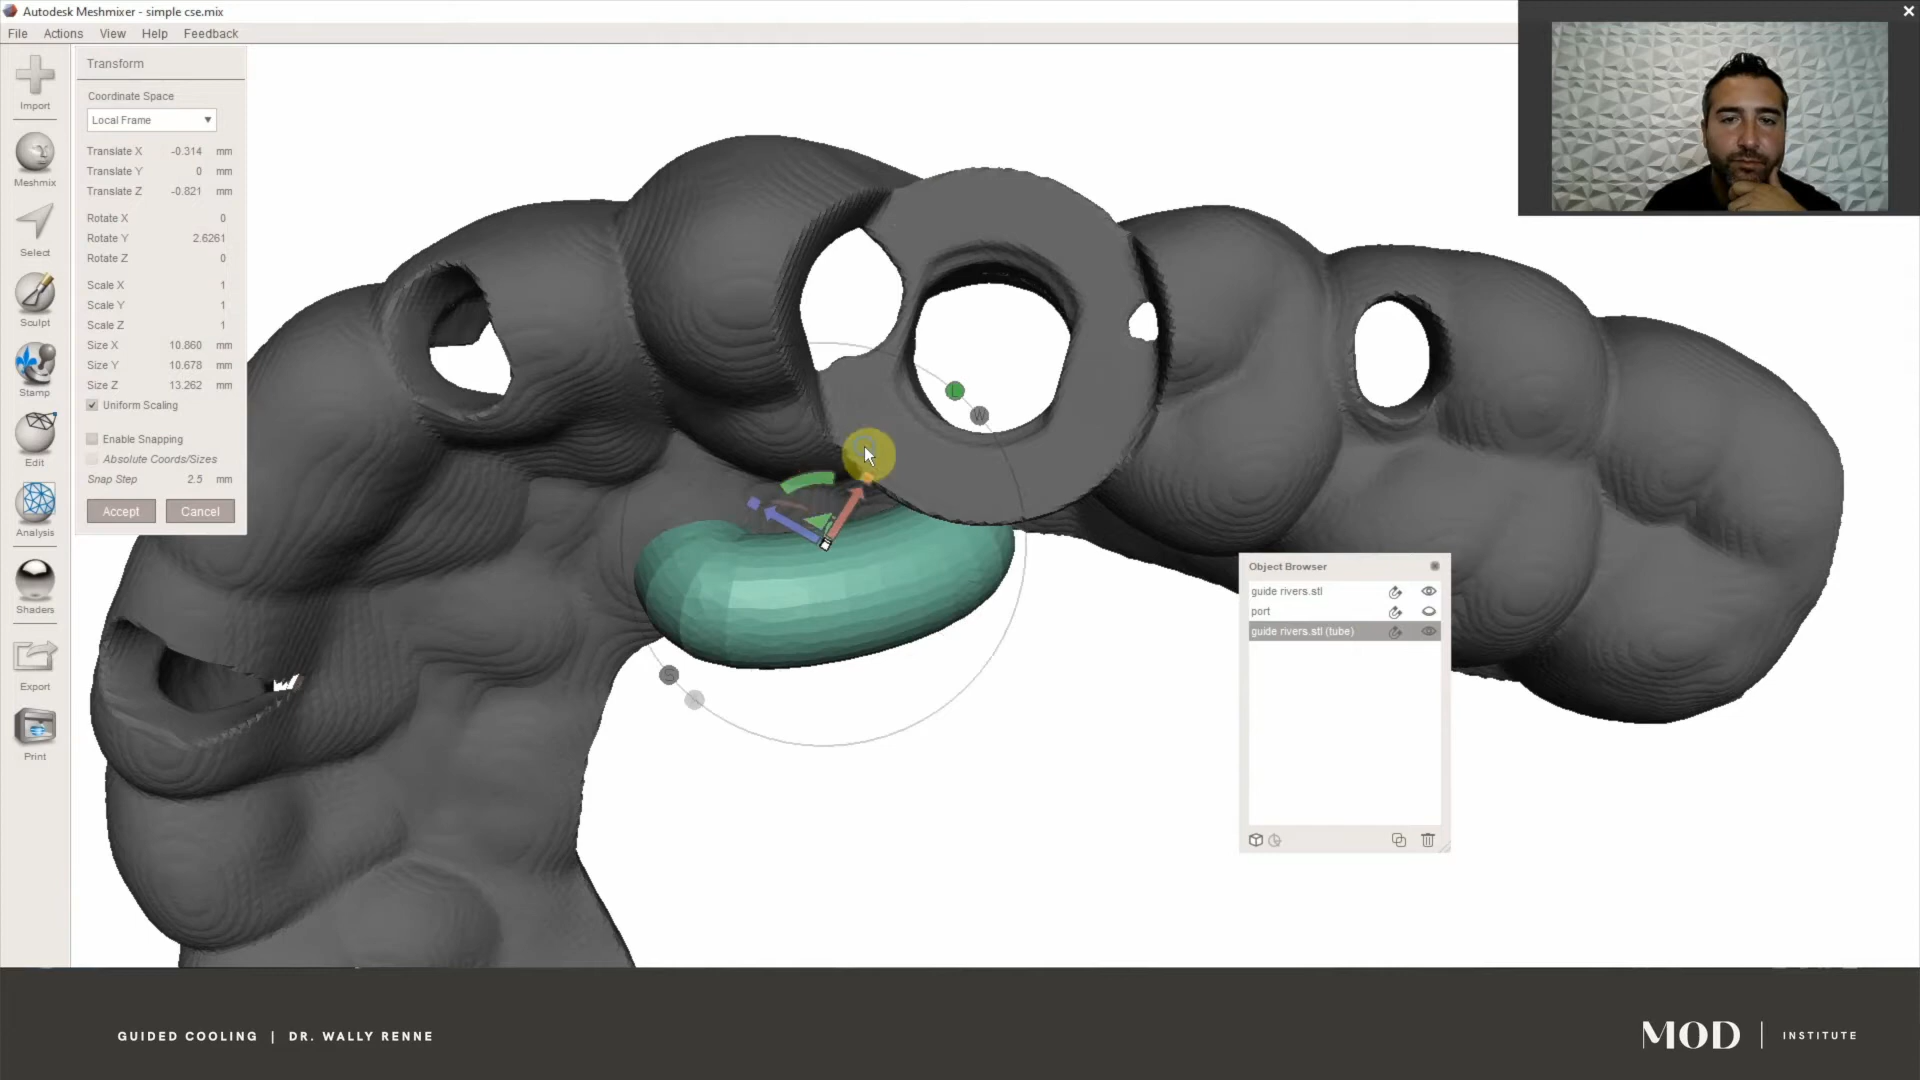 Autodesk Meshmixer - simple cse.mix
File Actions View Help Feedback
Import
Meshmix
Select
Sculpt
Stamp
Edit
Analysis
Shaders
Export
Print
Transform
Coordinate Space
Local Frame
Translate X -0.314 mm
Translate Y 0 mm
Translate Z -0.821 mm
Rotate X 0
Rotate Y 2.6261
Rotate Z 0
Scale X 1
Scale Y 1
Scale Z 1
Size X 10.860 mm
Size Y 10.678 mm
Size Z 13.262 mm
Uniform Scaling
Enable Snapping
Absolute Coords/Sizes
Snap Step 2.5 mm
Accept Cancel
L
W
S
Object Browser
guide rivers.stl
port
guide rivers.stl (tube)
GUIDED COOLING | DR. WALLY RENNE
MOD | INSTITUTE